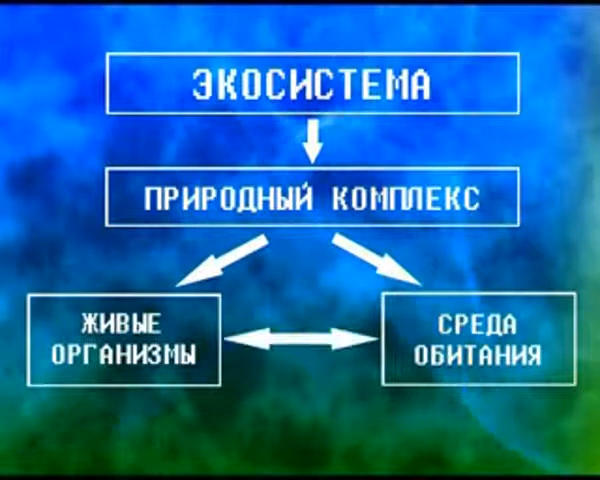 ЭКОСИСТЕМА
ПРИРОДНЫЙ КОМПЛЕКС
ЖИВЫЕ
ОРГАНИЗМЫ
СРЕДА
ОБИТАНИЯ